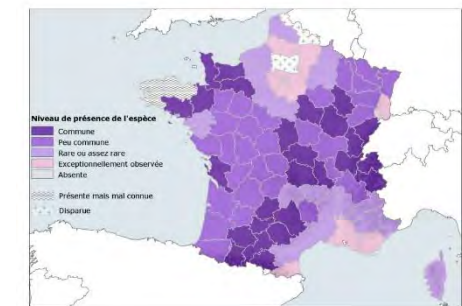 Niveau de présence de l'espèce
Commune
Peu commune
Rare ou assez rare
Exceptionnellement observée
Absente
Présente mais mal connue
Disparue